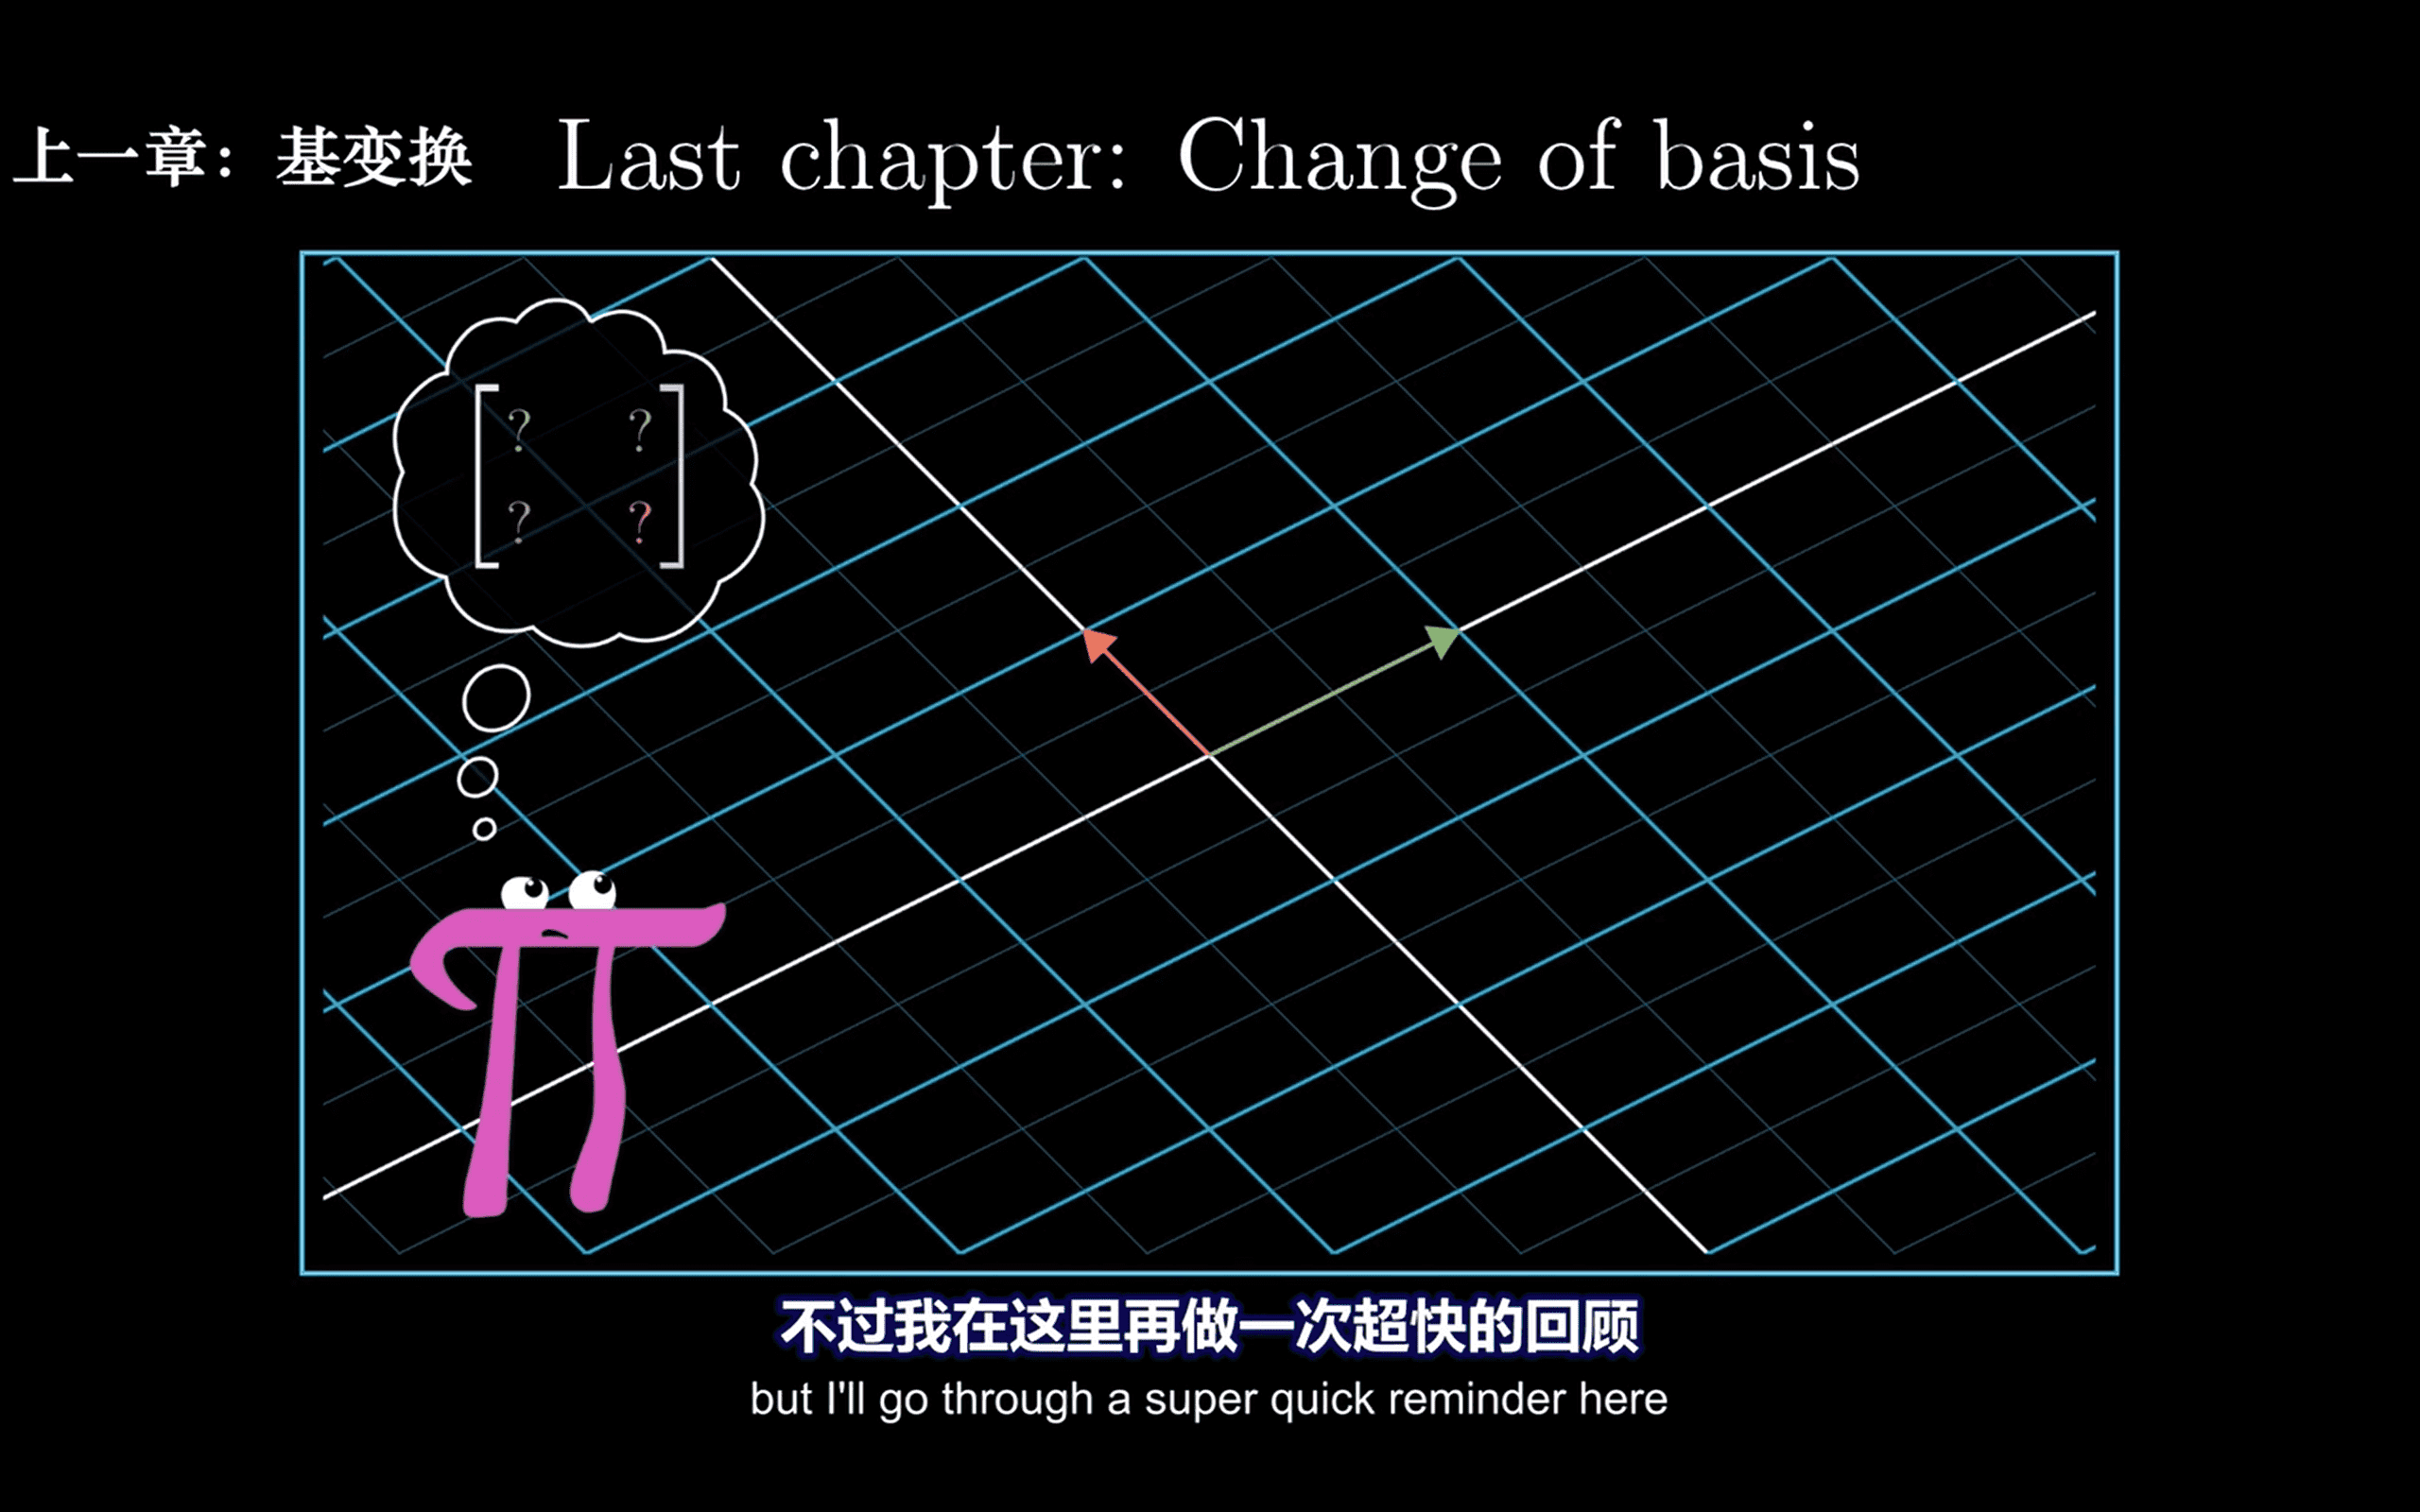 上一章：基变换 Last chapter: Change of basis
? ?
? ?
不过我在这里再做一次超快的回顾
but I'll go through a super quick reminder here